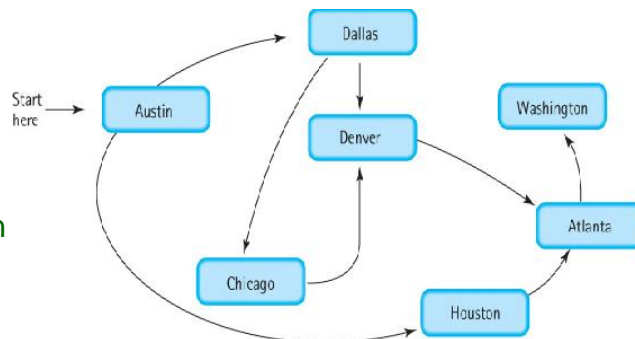 Dallas
Start
here
Austin
Washington
Denver
n
Atlanta
Chicago
Houston